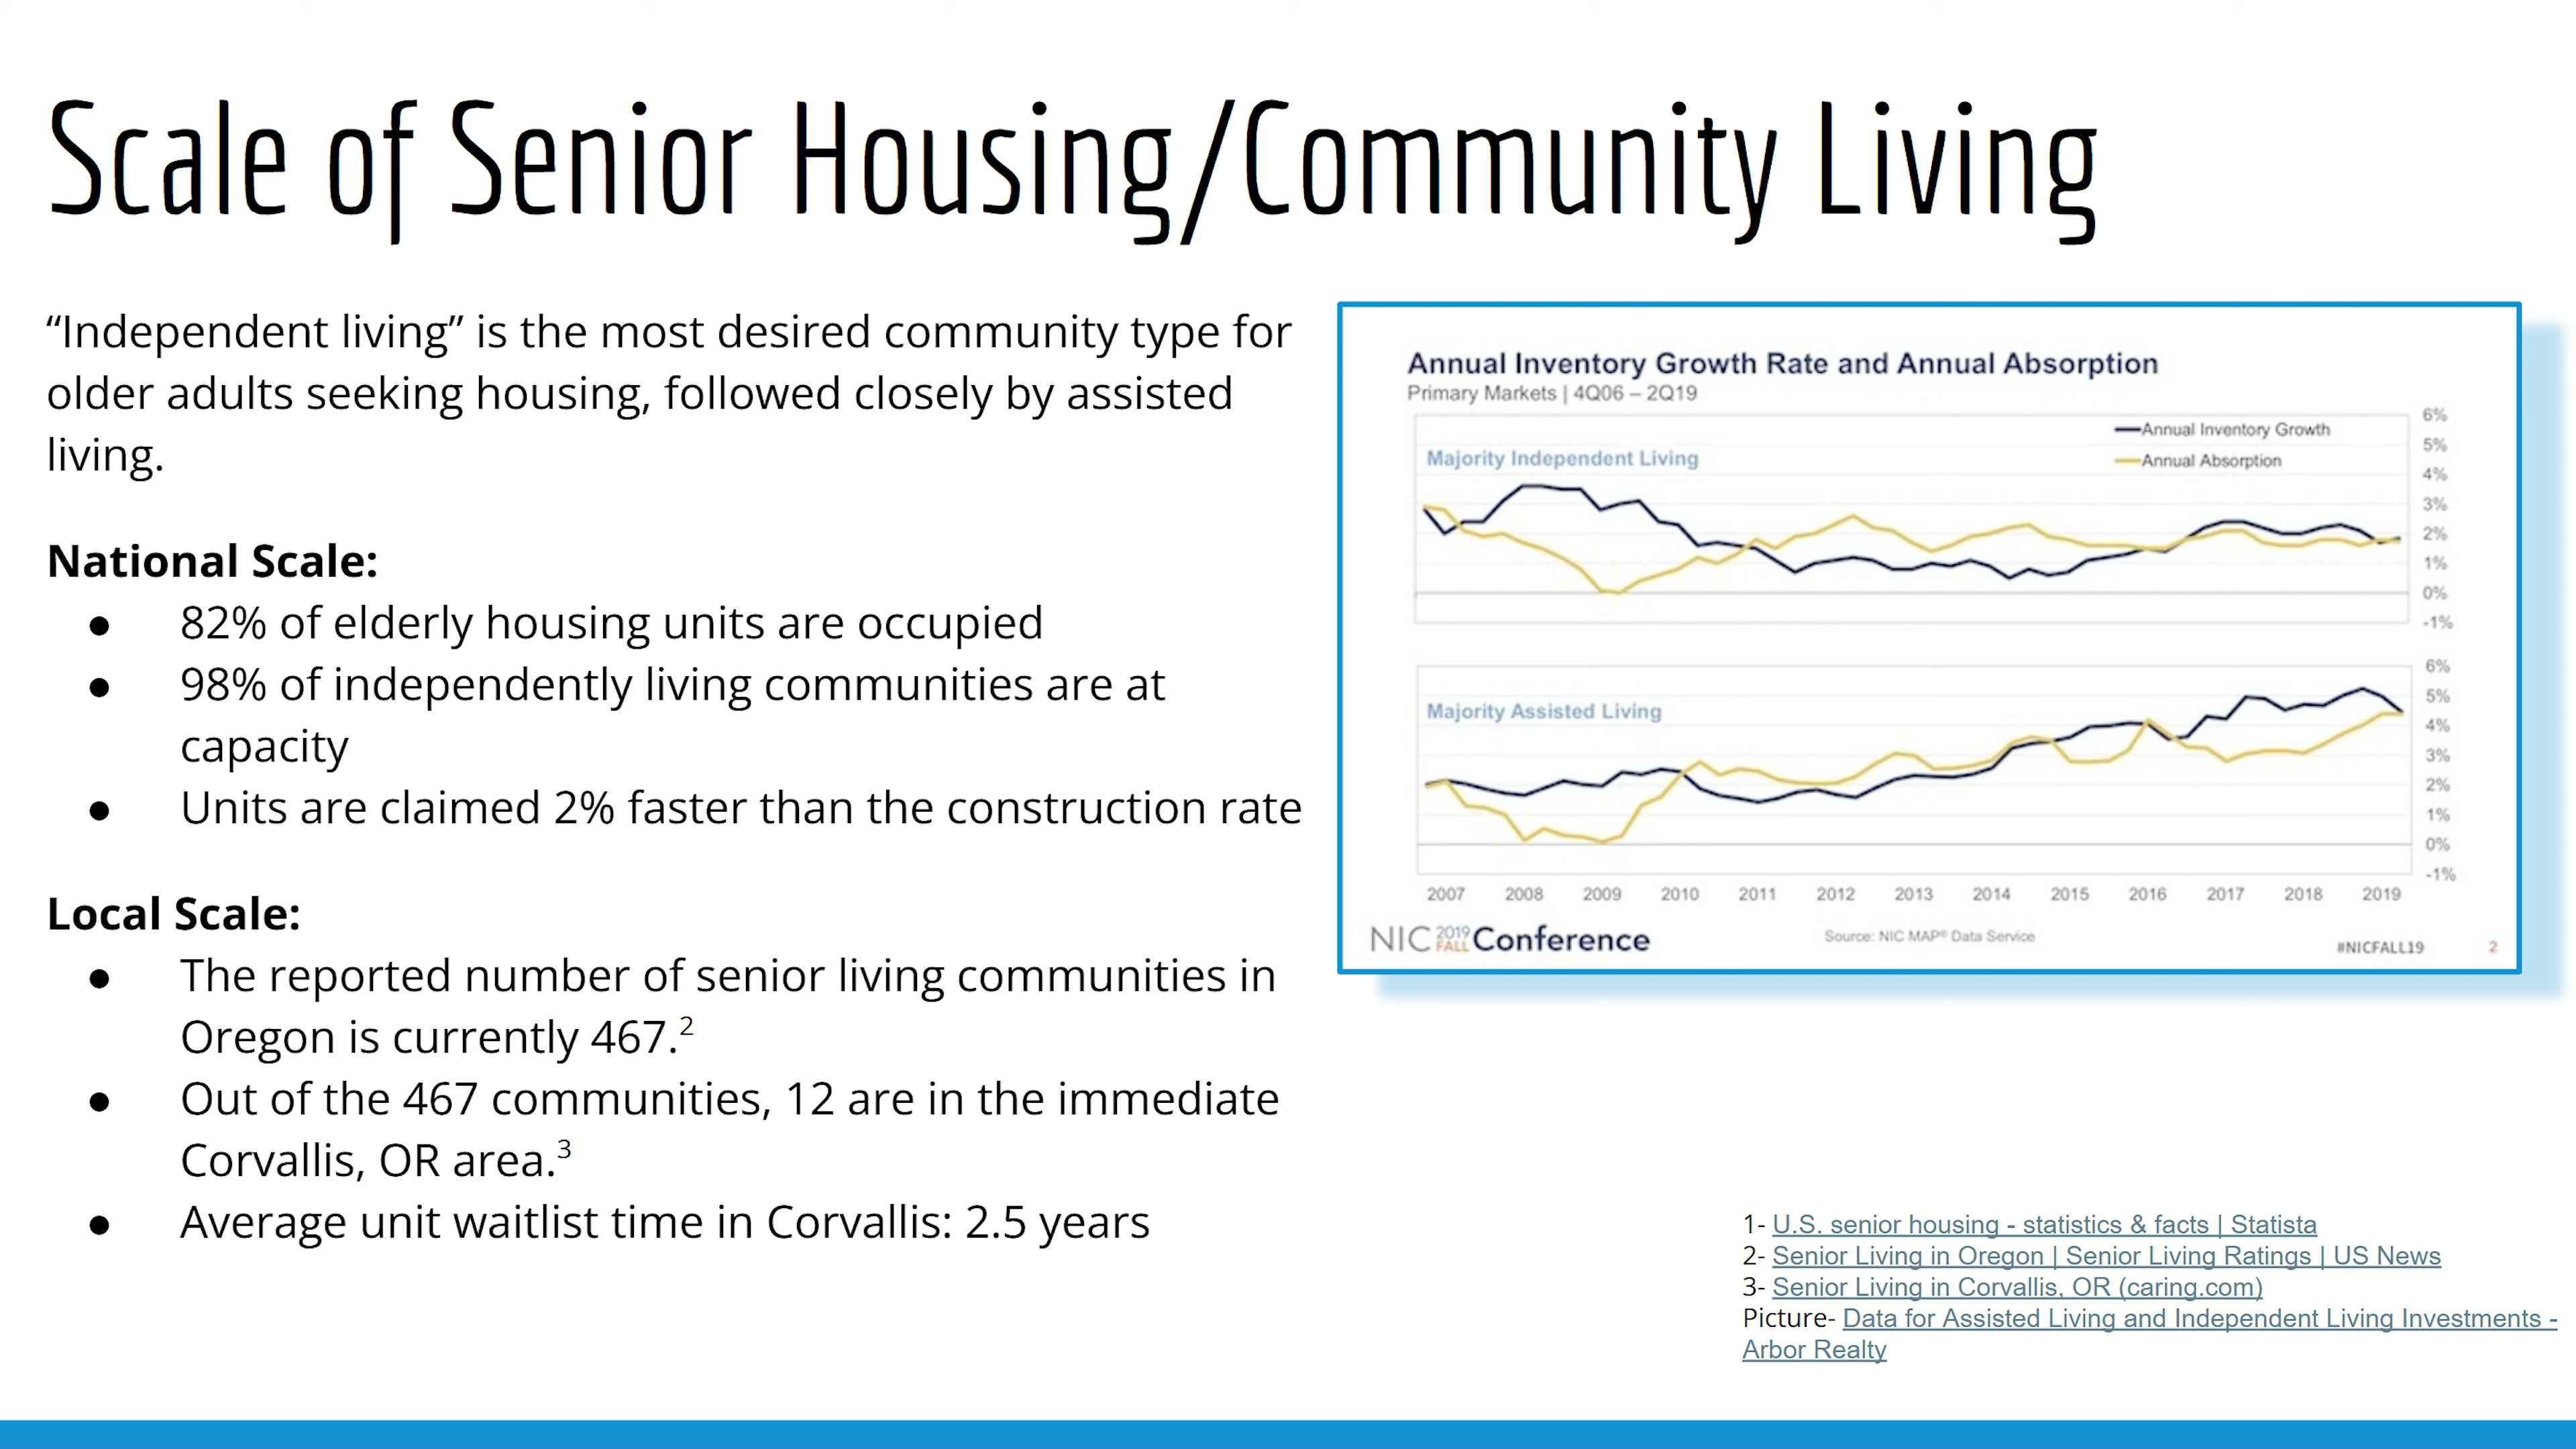 Scale of Senior Housing/Community Living
“Independent living” is the most desired community type for
older adults seeking housing, followed closely by assisted
living.
National Scale:
● 82% of elderly housing units are occupied
● 98% of independently living communities are at
capacity
● Units are claimed 2% faster than the construction rate
Local Scale:
● The reported number of senior living communities in
Oregon is currently 467.2
● Out of the 467 communities, 12 are in the immediate
Corvallis, OR area.3
● Average unit waitlist time in Corvallis: 2.5 years
Annual Inventory Growth Rate and Annual Absorption
Primary Markets | 4Q06 – 2Q19
Majority Independent Living
Annual Inventory Growth
Annual Absorption
6%
5%
4%
3%
2%
1%
0%
-1%
Majority Assisted Living
6%
5%
4%
3%
2%
1%
0%
-1%
2007 2008 2009 2010 2011 2012 2013 2014 2015 2016 2017 2018 2019
NIC 2019 FALL Conference
Source: NIC MAP® Data Service
#NICFALL19 2
1- U.S. senior housing - statistics & facts | Statista
2- Senior Living in Oregon | Senior Living Ratings | US News
3- Senior Living in Corvallis, OR (caring.com)
Picture- Data for Assisted Living and Independent Living Investments -
Arbor Realty